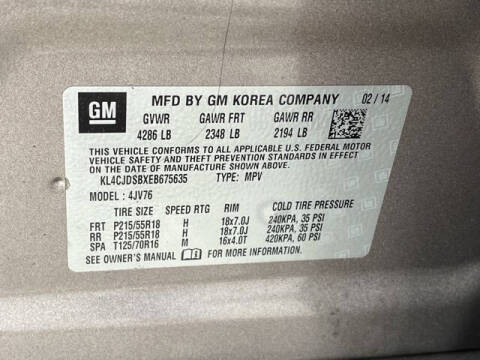 GM
MFD BY GM KOREA COMPANY 02 / 14
GVWR GAWR FRT GAWR RR
4286 LB 2348 LB 2194 LB
THIS VEHICLE CONFORMS TO ALL APPLICABLE U.S. FEDERAL MOTOR
VEHICLE SAFETY AND THEFT PREVENTION STANDARDS IN
EFFECT ON THE DATE OF MANUFACTURE SHOWN ABOVE.
KL4CJDSBXEB675635 TYPE: MPV
MODEL : 4JV76
TIRE SIZE SPEED RTG RIM COLD TIRE PRESSURE
FRT P215/55R18 H 18x7.0J 240KPA, 35 PSI
RR P215/55R18 H 18x7.0J 240KPA, 35 PSI
SPA T125/70R16 M 16x4.0T 420KPA, 60 PSI
SEE OWNER'S MANUAL FOR MORE INFORMATION